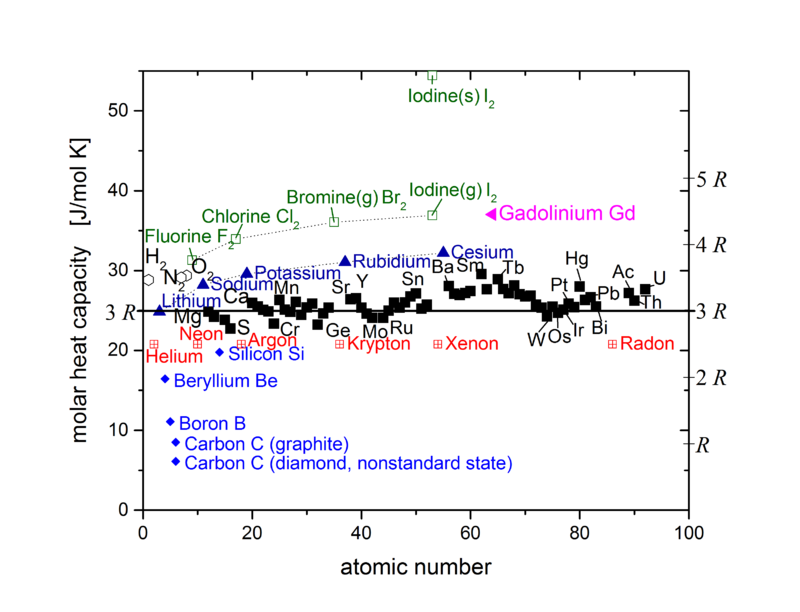 50
40
30
20
10
0
3 R
molar heat capacity [J/mol K]
0
20
40
60
80
100
atomic number
5 R
4 R
3 R
2 R
R
Iodine(s) I2
Iodine(g) I2
Bromine(g) Br2
Chlorine Cl2
Fluorine F2
Gadolinium Gd
H2
N2
O2
Lithium
Sodium
Potassium
Rubidium
Cesium
Mg
S
Ca
Cr
Mn
Ge
Sr
Y
Mo
Ru
Sn
Ba
Sm
Tb
W
Os
Ir
Pt
Hg
Pb
Bi
Ac
Th
U
Helium
Neon
Argon
Krypton
Xenon
Radon
Silicon Si
Beryllium Be
Boron B
Carbon C (graphite)
Carbon C (diamond, nonstandard state)